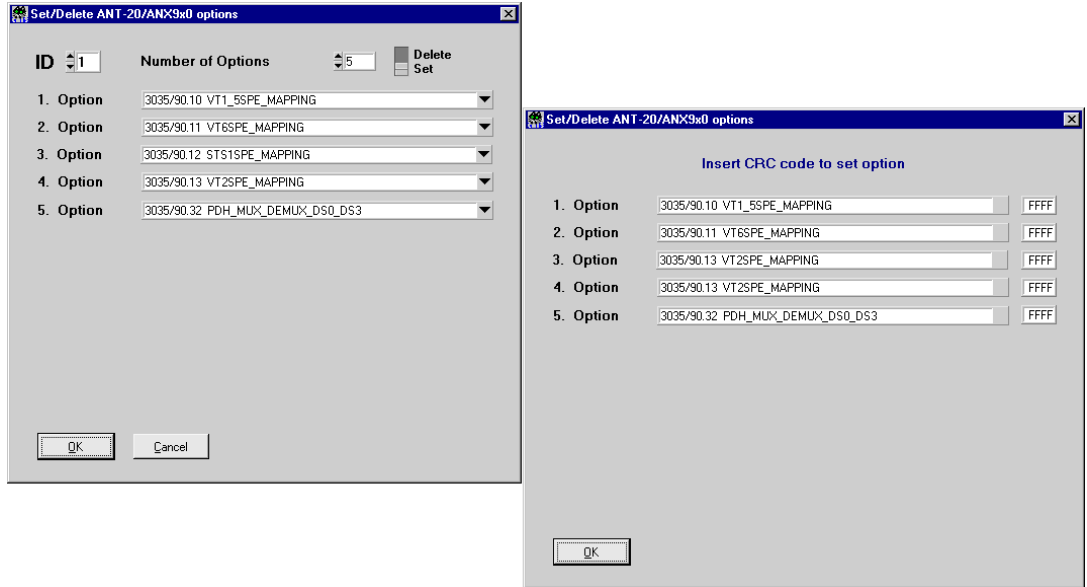 Set/Delete ANT-20/ANX9x0 options
ID 1 Number of Options 5 Delete
Set
1. Option 3035/90.10 VT1_5SPE_MAPPING
2. Option 3035/90.11 VT6SPE_MAPPING
3. Option 3035/90.12 STS1SPE_MAPPING
4. Option 3035/90.13 VT2SPE_MAPPING
5. Option 3035/90.32 PDH_MUX_DEMUX_DS0_DS3
OK Cancel
Set/Delete ANT-20/ANX9x0 options
Insert CRC code to set option
1. Option 3035/90.10 VT1_5SPE_MAPPING FFFF
2. Option 3035/90.11 VT6SPE_MAPPING FFFF
3. Option 3035/90.13 VT2SPE_MAPPING FFFF
4. Option 3035/90.13 VT2SPE_MAPPING FFFF
5. Option 3035/90.32 PDH_MUX_DEMUX_DS0_DS3 FFFF
OK